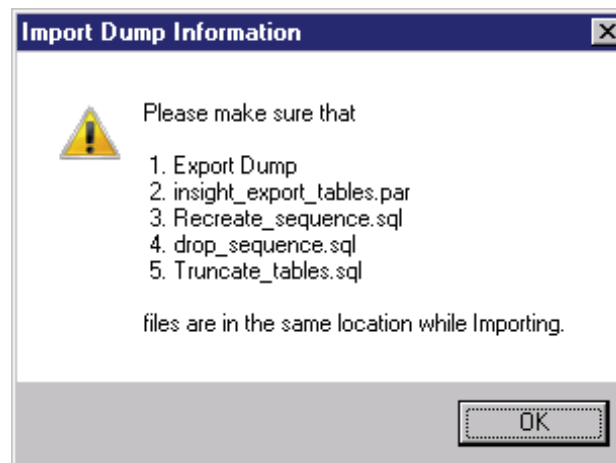 Import Dump Information
Please make sure that
1. Export Dump
2. insight_export_tables.par
3. Recreate_sequence.sql
4. drop_sequence.sql
5. Truncate_tables.sql
files are in the same location while Importing.
OK